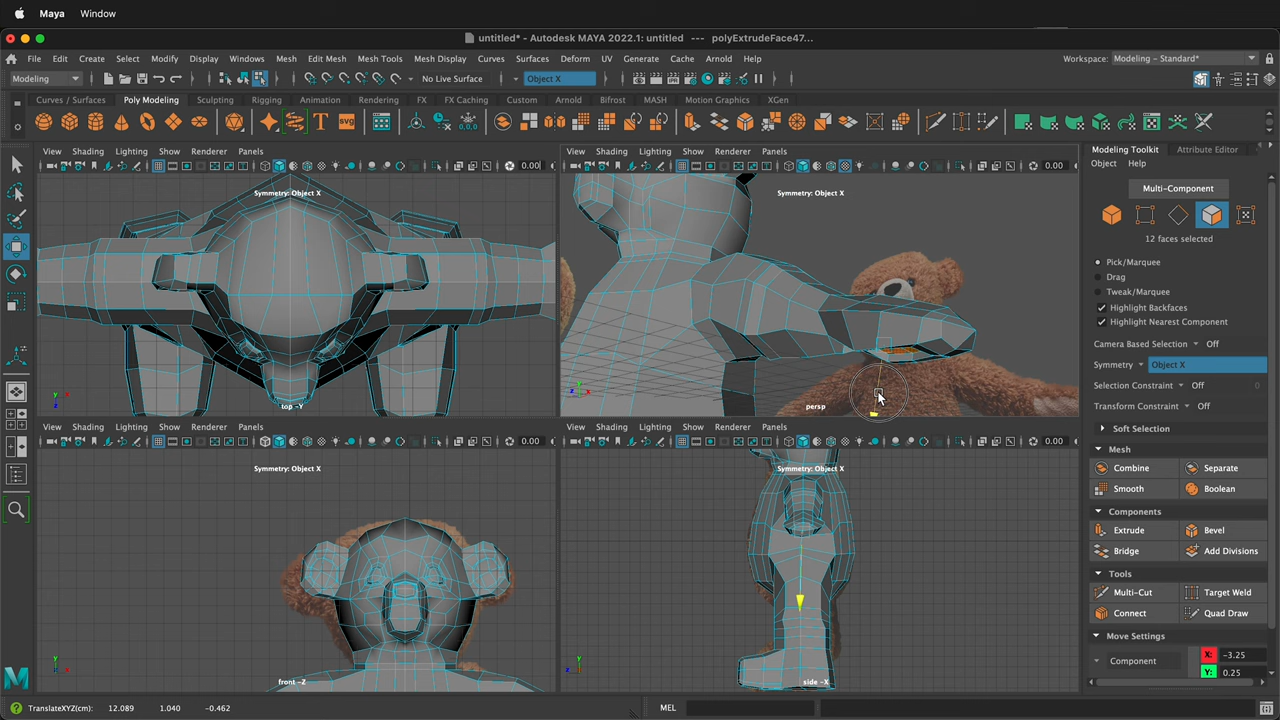 Maya Window
untitled* - Autodesk MAYA 2022.1: untitled --- polyExtrudeFace47...
File Edit Create Select Modify Display Windows Mesh Edit Mesh Mesh Tools Mesh Display Curves Surfaces Deform UV Generate Cache Arnold Help Workspace: Modeling - Standard*
Modeling No Live Surface Object X
Curves / Surfaces Poly Modeling Sculpting Rigging Animation Rendering FX FX Caching Custom Arnold Bifrost MASH Motion Graphics XGen
T svg 0,0,0
View Shading Lighting Show Renderer Panels
0.00
Symmetry: Object X
top -Y
View Shading Lighting Show Renderer Panels
0.00
Symmetry: Object X
persp
View Shading Lighting Show Renderer Panels
0.00
Symmetry: Object X
front -Z
View Shading Lighting Show Renderer Panels
0.00
Symmetry: Object X
side -X
Modeling Toolkit Attribute Editor
Object Help
Multi-Component
12 faces selected
Pick/Marquee
Drag
Tweak/Marquee
Highlight Backfaces
Highlight Nearest Component
Camera Based Selection Off
Symmetry Object X
Selection Constraint Off 0
Transform Constraint Off
Soft Selection
Mesh
Combine Separate
Smooth Boolean
Components
Extrude Bevel
Bridge Add Divisions
Tools
Multi-Cut Target Weld
Connect Quad Draw
Move Settings
Component X: -3.25
Y: 0.25
TranslateXYZ(cm): 12.089 1.040 -0.462 MEL